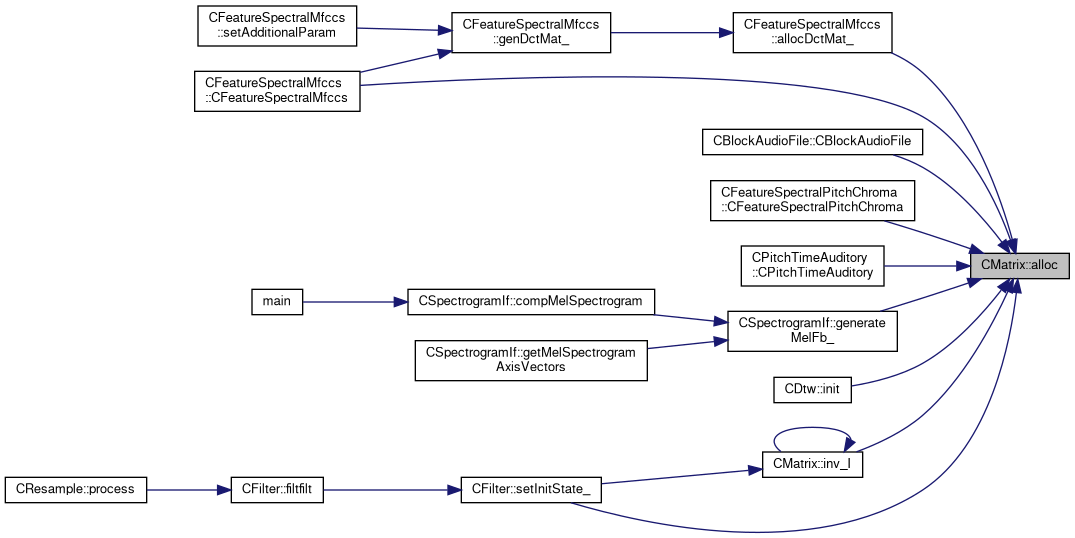 CFeatureSpectralMfccs
::setAdditionalParam
CFeatureSpectralMfccs
::genDctMat_
CFeatureSpectralMfccs
::allocDctMat_
CFeatureSpectralMfccs
::CFeatureSpectralMfccs
CBlockAudioFile::CBlockAudioFile
CFeatureSpectralPitchChroma
::CFeatureSpectralPitchChroma
CPitchTimeAuditory
::CPitchTimeAuditory
CMatrix::alloc
main
CSpectrogramIf::compMelSpectrogram
CSpectrogramIf::generate
MelFb_
CSpectrogramIf::getMelSpectrogram
AxisVectors
CDtw::init
CMatrix::inv_I
CResample::process
CFilter::filtfilt
CFilter::setInitState_